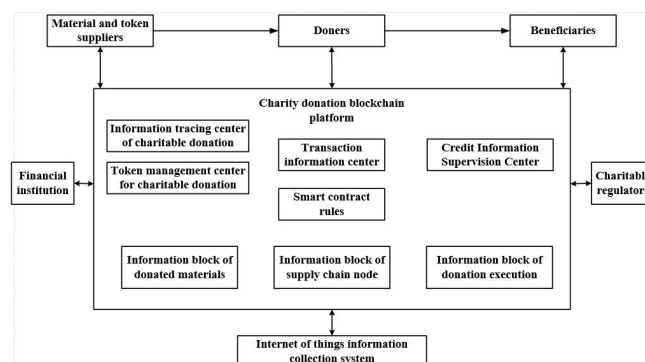 Material and token
suppliers
Doners
Beneficiaries
Charity donation blockchain
platform
Information tracing center
of charitable donation
Transaction
information center
Credit Information
Supervision Center
Token management center
for charitable donation
Financial
institution
Charitable
regulators
Smart contract
rules
Information block of
donated materials
Information block of
supply chain node
Information block of
donation execution
Internet of things information
collection system